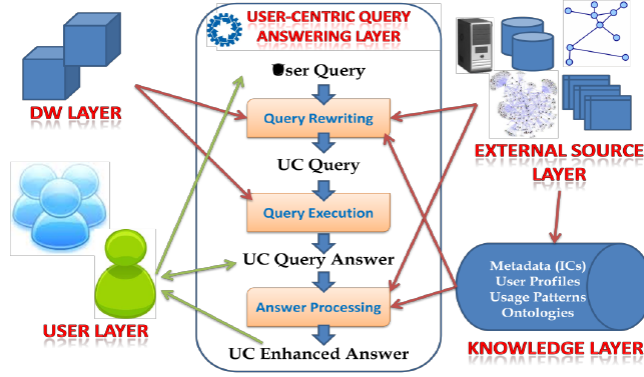 USER-CENTRIC QUERY
ANSWERING LAYER
User Query
Query Rewriting
UC Query
Query Execution
UC Query Answer
Answer Processing
UC Enhanced Answer
DW LAYER
USER LAYER
EXTERNAL SOURCE
LAYER
Metadata (ICs)
User Profiles
Usage Patterns
Ontologies
KNOWLEDGE LAYER